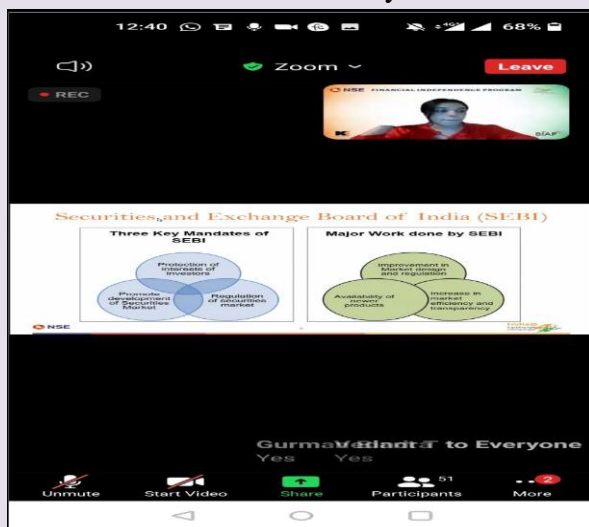 12:40
4G
68%
Zoom
Leave
REC
NSE FINANCIAL INDEPENDENCE PROGRAM
Securities and Exchange Board of India (SEBI)
Three Key Mandates of
SEBI
Protection of
interests of
investors
Promote
development
of Securities
Market
Regulation
of securities
market
Major Work done by SEBI
Improvement in
Market design
and regulation
Availability of
newer
products
Increase in
market
efficiency and
transparency
NSE
to Everyone
Yes Yes
Unmute
Start Video
Share
51
Participants
2
More